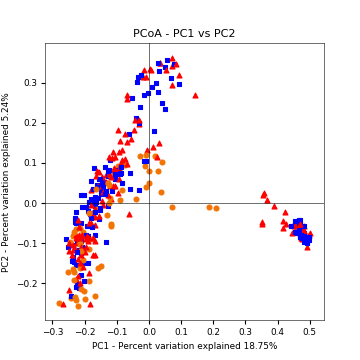 PCoA - PC1 vs PC2
PC2 - Percent variation explained 5.24%
0.3
0.2
0.1
0.0
−0.1
−0.2
−0.3 −0.2 −0.1 0.0 0.1 0.2 0.3 0.4 0.5
PC1 - Percent variation explained 18.75%